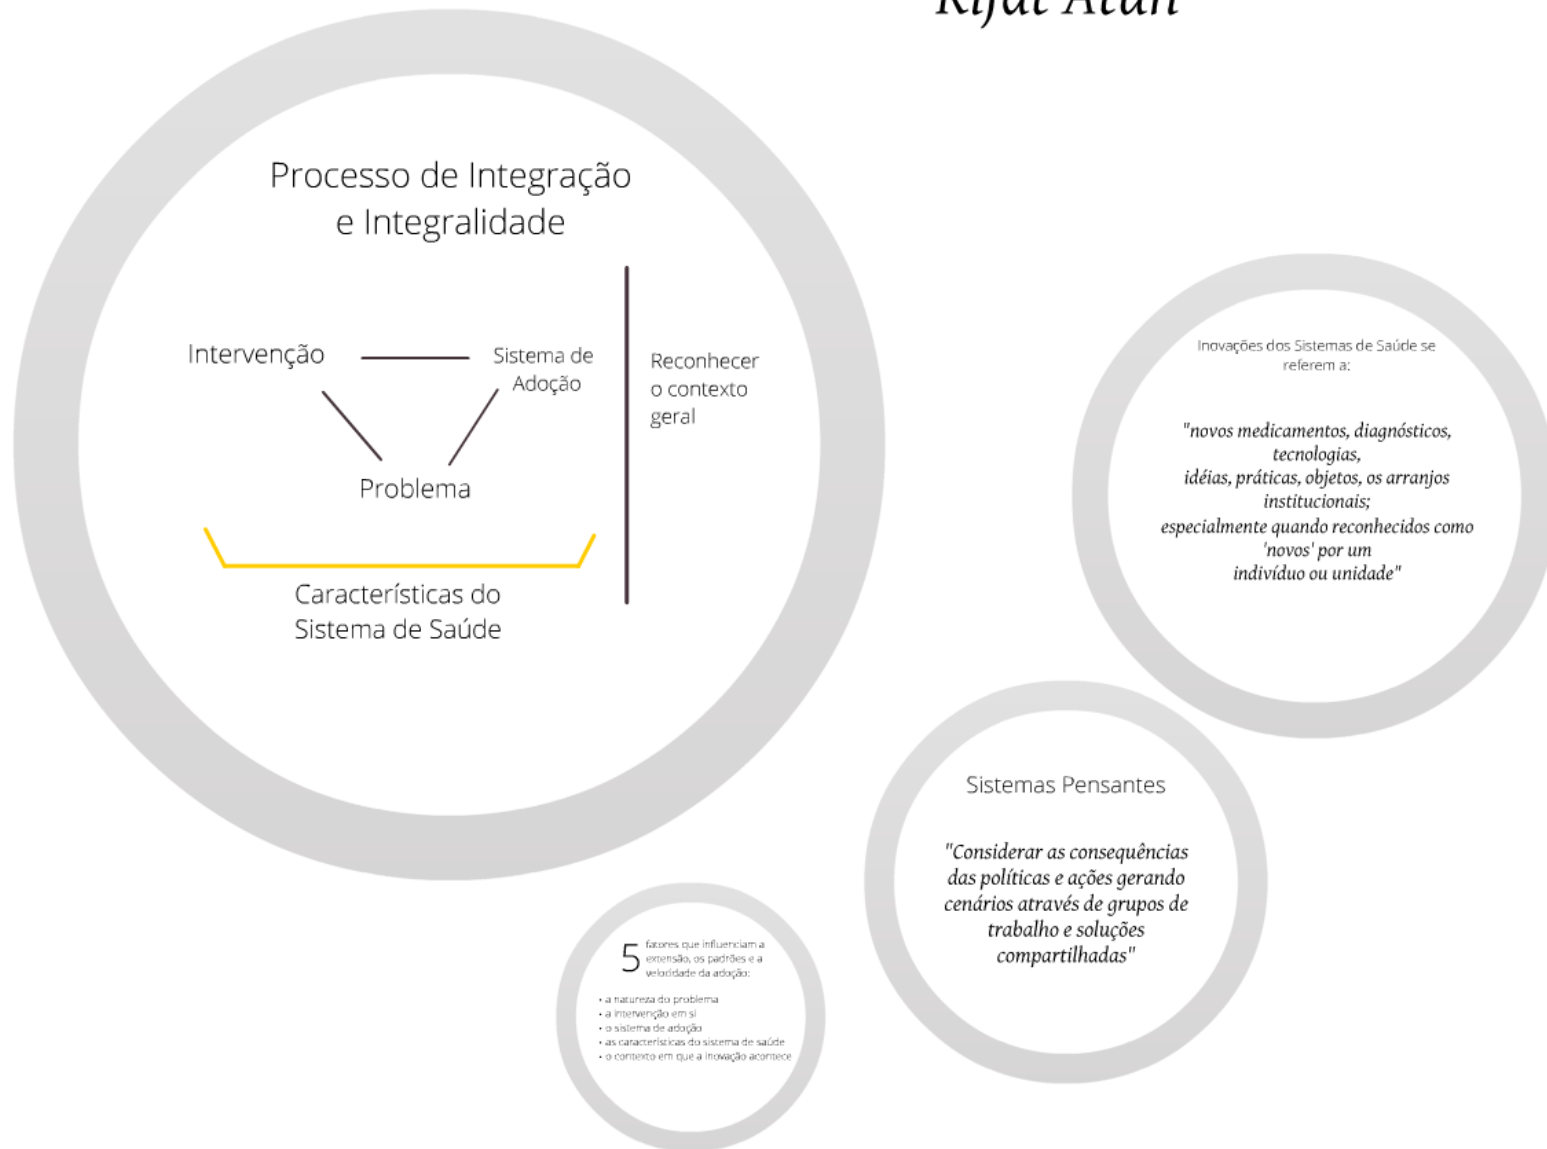 Rifat Atun
Processo de Integração
e Integralidade
Intervenção
Sistema de
Adoção
Problema
Reconhecer
o contexto
geral
Características do
Sistema de Saúde
Inovações dos Sistemas de Saúde se
referem a:
"novos medicamentos, diagnósticos,
tecnologias,
idéias, práticas, objetos, os arranjos
institucionais;
especialmente quando reconhecidos como
'novos' por um
indivíduo ou unidade"
Sistemas Pensantes
"Considerar as consequências
das políticas e ações gerando
cenários através de grupos de
trabalho e soluções
compartilhadas"
5 fatores que influenciam a
extensão, os padrões e a
velocidade da adoção:
• a natureza do problema
• a intervenção em si
• o sistema de adoção
• as características do sistema de saúde
• o contexto em que a inovação acontece